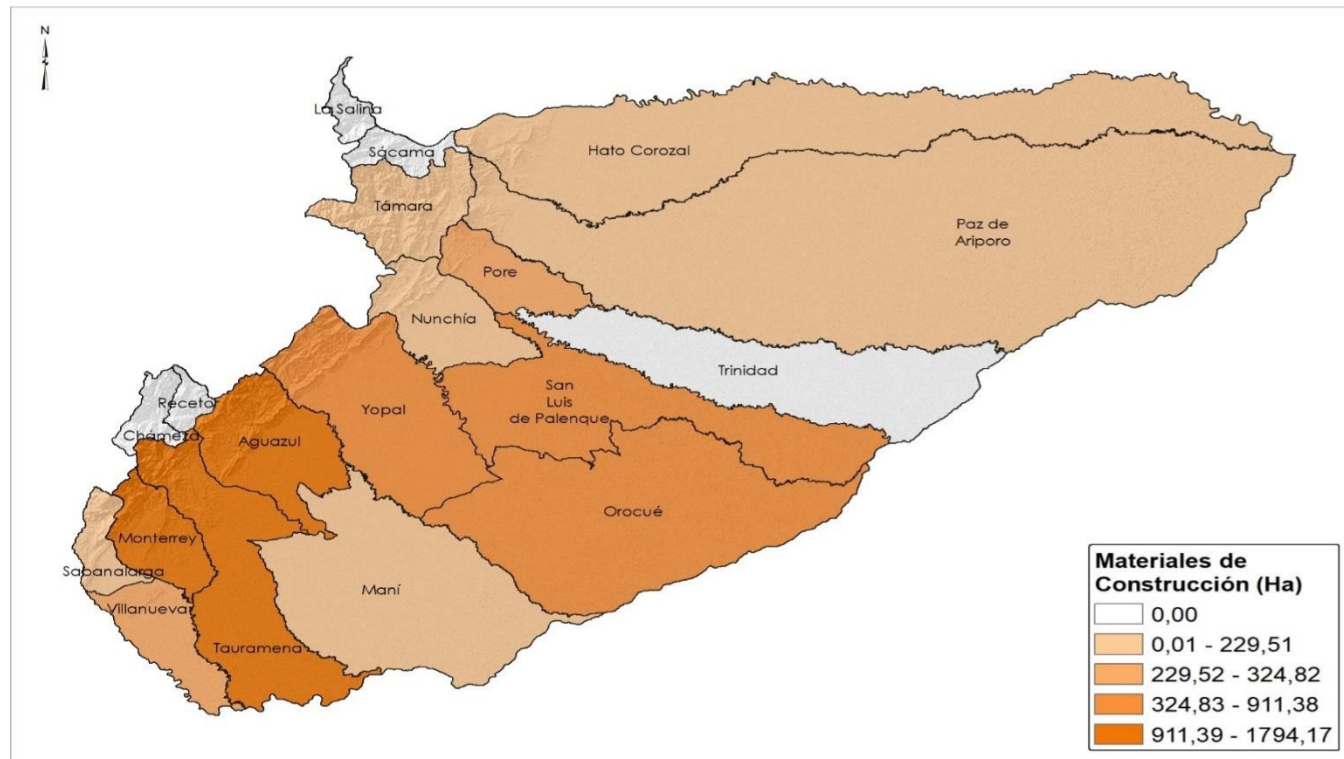 N
La Salina
Sácama
Hato Corozal
Támara
Paz de
Ariporo
Pore
Nunchía
Trinidad
San
Luis
de Palenque
Recetor
Yopal
Chámeza
Aguazul
Orocué
Monterrey
Sabanalarga
Maní
Villanueva
Tauramena
Materiales de
Construcción (Ha)
0,00
0,01 - 229,51
229,52 - 324,82
324,83 - 911,38
911,39 - 1794,17